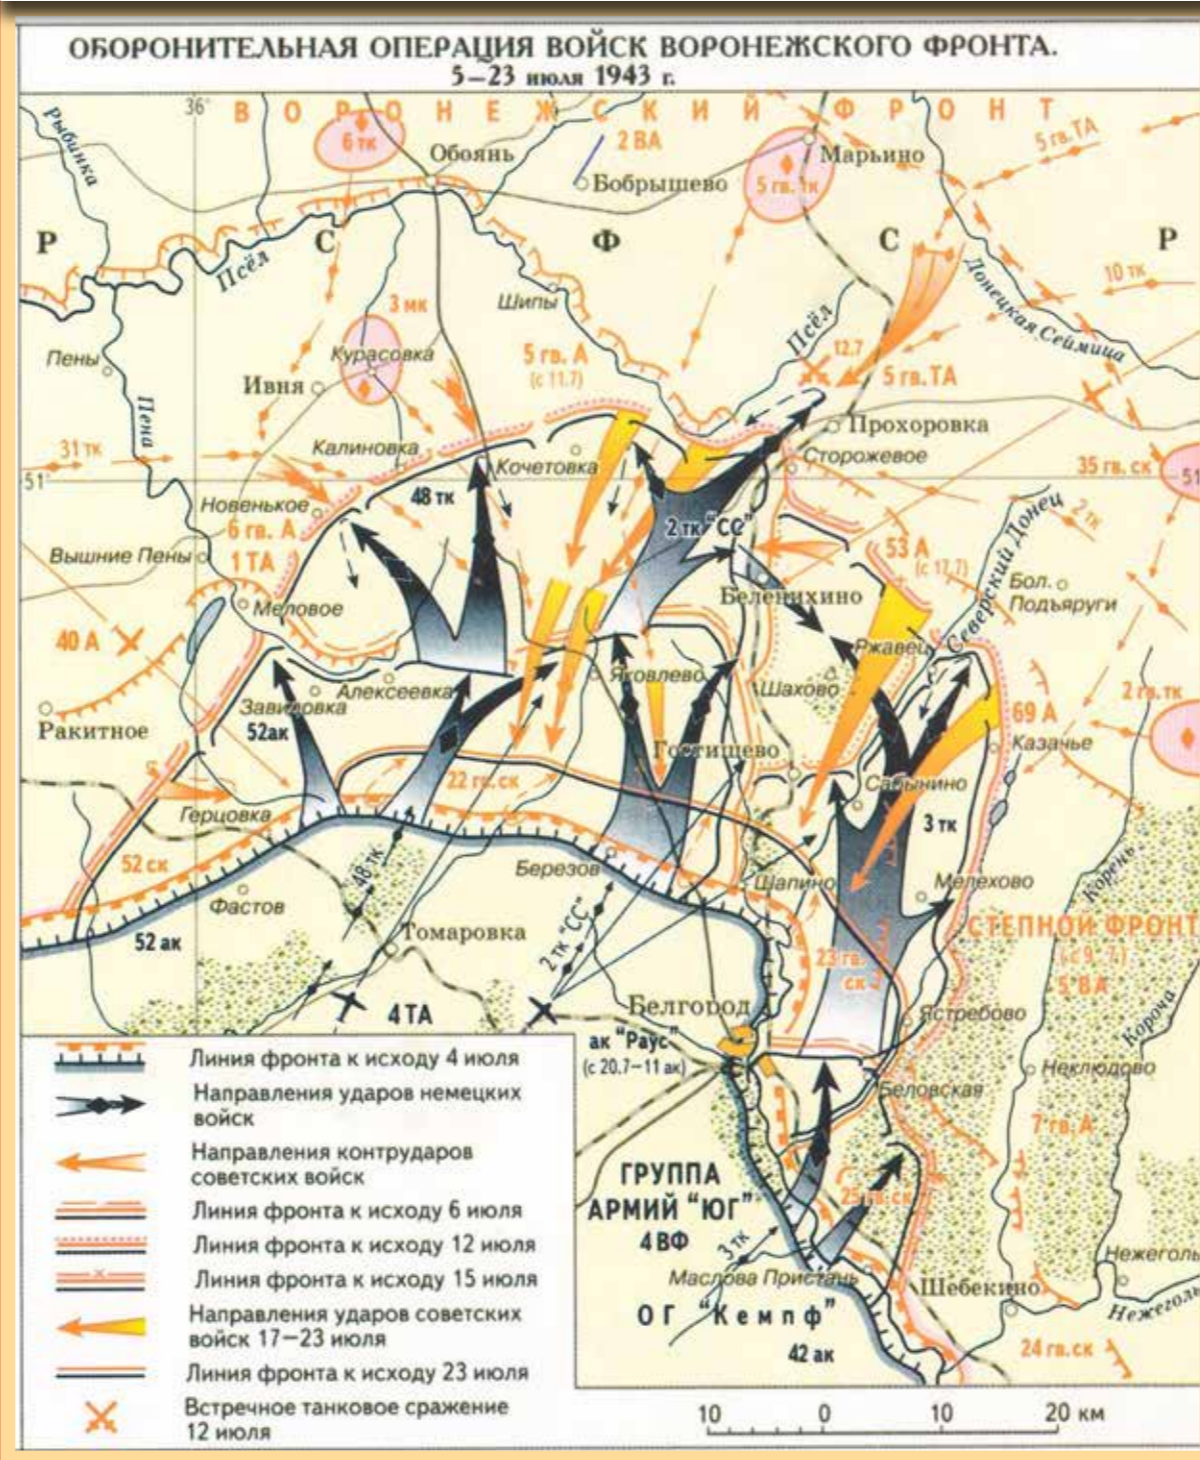 ОБОРОНИТЕЛЬНАЯ ОПЕРАЦИЯ ВОЙСК ВОРОНЕЖСКОГО ФРОНТА.
5—23 июля 1943 г.
36°
ВОРОНЕЖСКИЙ ФРОНТ
Рыбинка
6 тк
Обоянь
2 ВА
Бобрышево
Марьино
5 гв. тк
5 гв. ТА
Р С Ф С Р
Псёл
Шипы
Псёл
Донецкая Сеймица
10 тк
3 мк
Пены
Курасовка
Ивня
5 гв. А
(с 11.7)
12.7
5 гв. ТА
Пена
Калиновка
Кочетовка
Прохоровка
Сторожевое
31 тк
51°
35 гв. ск
51
48 тк
Новенькое
6 гв. А
1 ТА
2 тк "СС"
53 А
(с 17.7)
2 тк
Северский Донец
Вышние Пены
Беленихино
Бол.
Подъяруги
Меловое
40 А
Ржавец
Яковлево
Шахово
Алексеевка
Завидовка
52ак
Ракитное
2 гв. тк
69 А
Казачье
Гостищево
22 гв. ск
Сабынино
Герцовка
3 тк
52 ск
48 тк
Березов
Шапино
Мелехово
Корень
Фастов
52 ак
Томаровка
2 тк "СС"
СТЕПНОЙ ФРОНТ
(с 9. 7)
5 ВА
23 гв.
ск
4 ТА
Белгород
ак "Раус"
(с 20.7—11 ак)
Ястребово
Короча
Беловская
Неклюдово
7 гв. А
ГРУППА
АРМИЙ "ЮГ"
4 ВФ
25 гв. ск
3 тк
Маслова Пристань
Шебекино
Нежеголь
Нежеголь
ОГ "Кемпф"
42 ак
24 гв. ск
Линия фронта к исходу 4 июля
Направления ударов немецких
войск
Направления контрударов
советских войск
Линия фронта к исходу 6 июля
Линия фронта к исходу 12 июля
Линия фронта к исходу 15 июля
Направления ударов советских
войск 17—23 июля
Линия фронта к исходу 23 июля
Встречное танковое сражение
12 июля
10 0 10 20 км